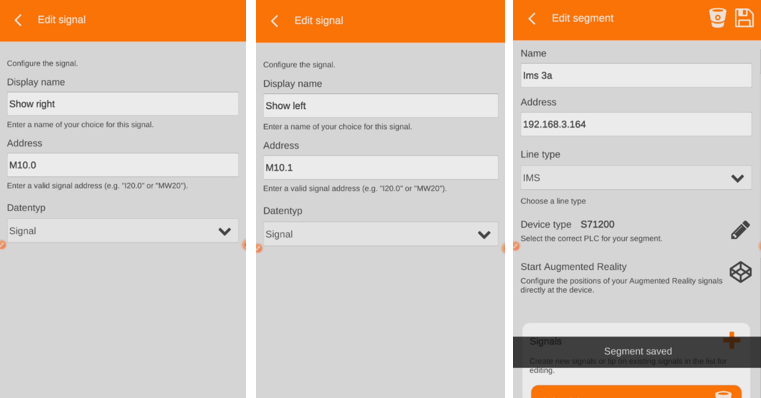 Edit signal
Configure the signal.
Display name
Show right
Enter a name of your choice for this signal.
Address
M10.0
Enter a valid signal address (e.g. "I20.0" or "MW20").
Datentyp
Signal
Edit signal
Configure the signal.
Display name
Show left
Enter a name of your choice for this signal.
Address
M10.1
Enter a valid signal address (e.g. "I20.0" or "MW20").
Datentyp
Signal
Edit segment
Name
Ims 3a
Address
192.168.3.164
Line type
IMS
Choose a line type
Device type S71200
Select the correct PLC for your segment.
Start Augmented Reality
Configure the positions of your Augmented Reality signals
directly at the device.
Signals
Segment saved
Create new signals or tip on existing signals in the list for
editing.